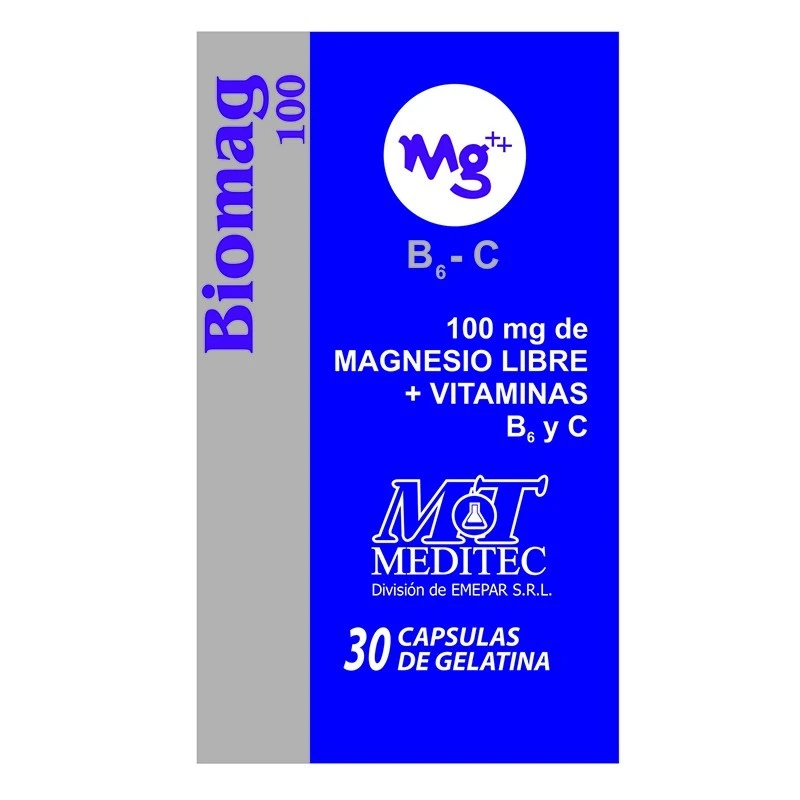 Biomag
100
Mg++
B6 - C
100 mg de
MAGNESIO LIBRE
+ VITAMINAS
B6 y C
MT
MEDITEC
División de EMEPAR S.R.L.
30 CAPSULAS
DE GELATINA